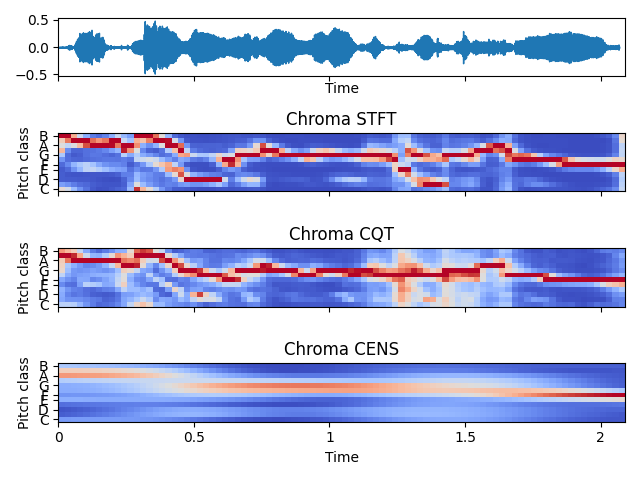 0.5
0.0
−0.5
Time
Chroma STFT
Pitch class
B
A
G
F
E
D
C
Chroma CQT
Pitch class
B
A
G
F
E
D
C
Chroma CENS
Pitch class
B
A
G
F
E
D
C
0 0.5 1 1.5 2
Time